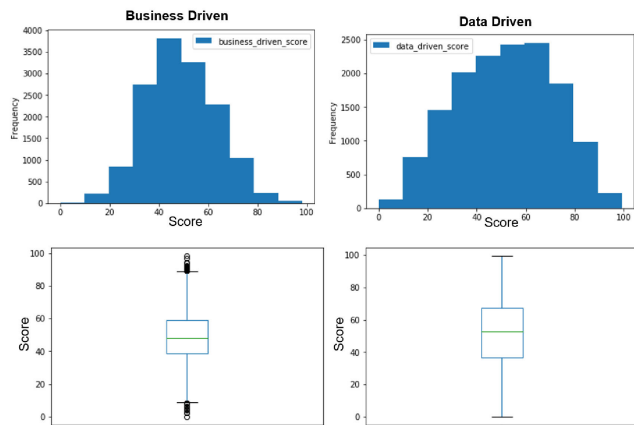 Business Driven
4000
3500
3000
2500
2000
1500
1000
500
0
Frequency
business_driven_score
0 20 40 60 80 100
Score
Data Driven
2500
2000
1500
1000
500
0
Frequency
data_driven_score
0 20 40 60 80 100
Score
100
80
60
40
20
0
Score
100
80
60
40
20
0
Score